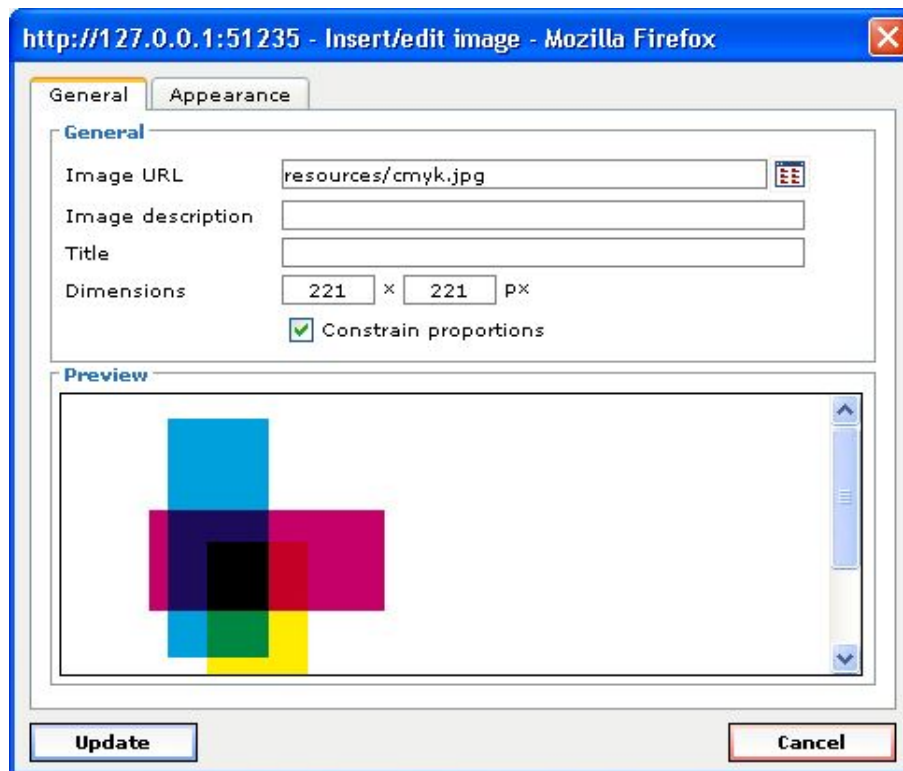 http://127.0.0.1:51235 - Insert/edit image - Mozilla Firefox
General Appearance
General
Image URL resources/cmyk.jpg
Image description
Title
Dimensions 221 x 221 px
Constrain proportions
Preview
Update Cancel